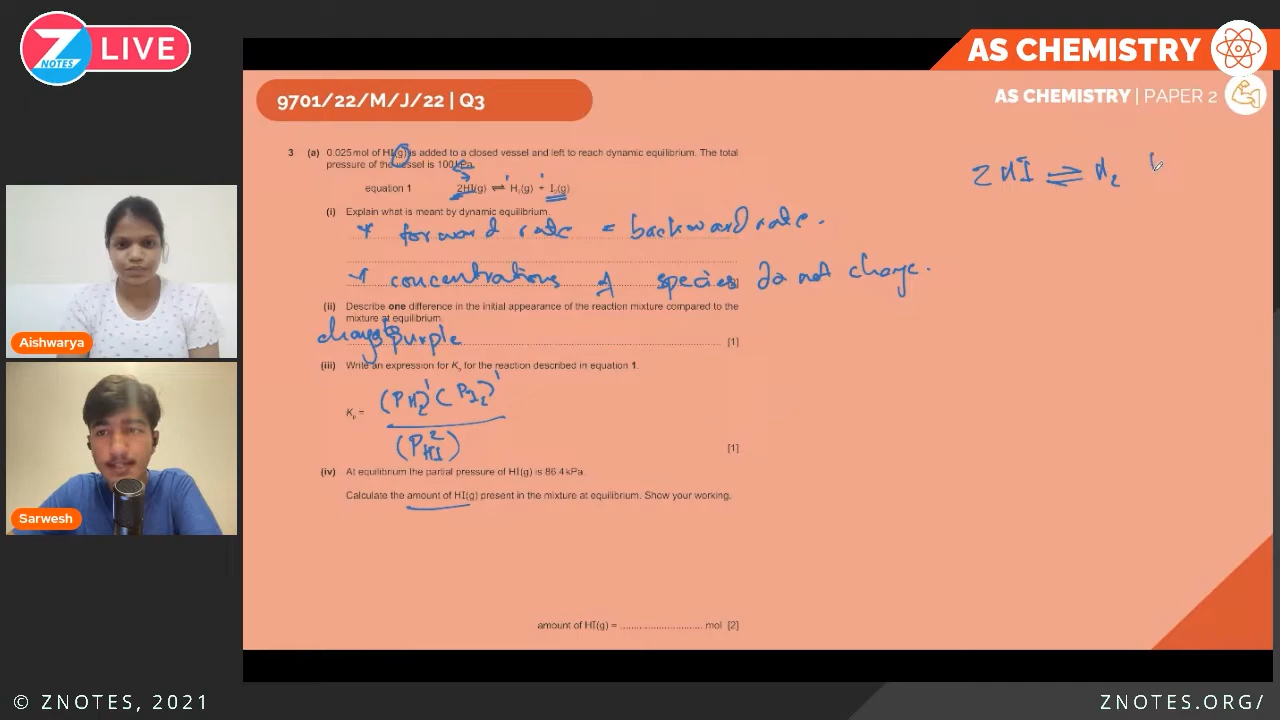 Z NOTES LIVE
AS CHEMISTRY
9701/22/M/J/22 | Q3
AS CHEMISTRY | PAPER 2
3 (a) 0.025 mol of HI(g) is added to a closed vessel and left to reach dynamic equilibrium. The total
pressure of the vessel is 100 kPa.
equation 1 2HI(g) ⇌ H₂(g) + I₂(g)
2HI ⇌ H₂
(i) Explain what is meant by dynamic equilibrium.
* forward rate = backward rate.
* concentrations of species do not change.
(ii) Describe one difference in the initial appearance of the reaction mixture compared to the
mixture at equilibrium.
changes to purple
[1]
(iii) Write an expression for Kp for the reaction described in equation 1.
Kp = (PH₂)¹ (PI₂)¹
(P²HI)
[1]
(iv) At equilibrium the partial pressure of HI(g) is 86.4 kPa.
Calculate the amount of HI(g) present in the mixture at equilibrium. Show your working.
amount of HI(g) = ............................ mol [2]
Aishwarya
Sarwesh
© ZNOTES, 2021
ZNOTES.ORG/